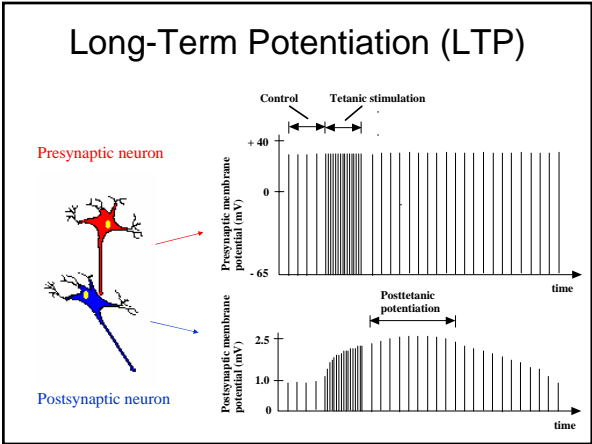 Long-Term Potentiation (LTP)
Control
Tetanic stimulation
Presynaptic neuron
Presynaptic membrane
potential (mV)
+ 40
0
- 65
time
Posttetanic
potentiation
Postsynaptic neuron
Postsynaptic membrane
potential (mV)
2.5
1.0
0
time